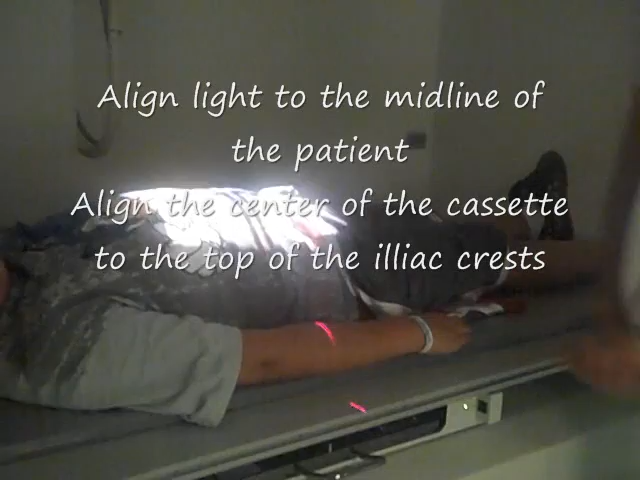 Align light to the midline of
the patient
Align the center of the cassette
to the top of the illiac crests